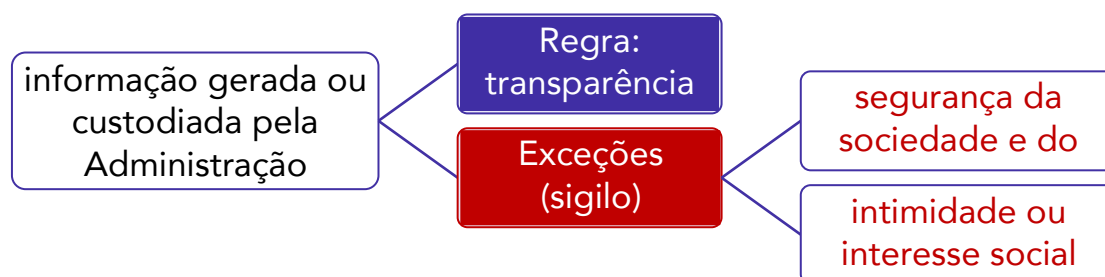 informação gerada ou
custodiada pela
Administração
Regra:
transparência
Exceções
(sigilo)
segurança da
sociedade e do
intimidade ou
interesse social